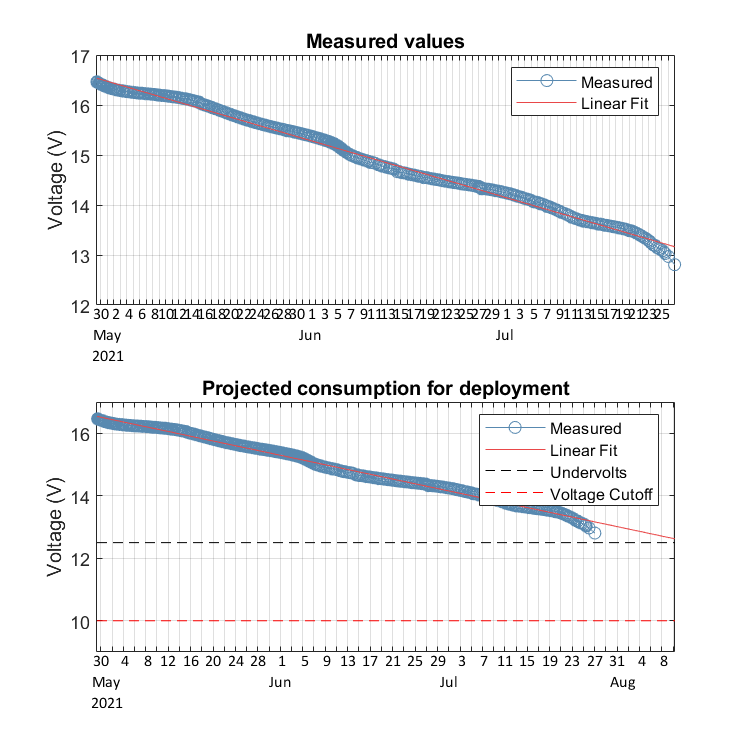 Measured values
17
16
15
14
13
12
Voltage (V)
Measured
Linear Fit
30 2 4 6 8 10 12 14 16 18 20 22 24 26 28 30 1 3 5 7 9 11 13 15 17 19 21 23 25 27 29 1 3 5 7 9 11 13 15 17 19 21 23 25
May Jun Jul
2021
Projected consumption for deployment
16
14
12
10
Voltage (V)
Measured
Linear Fit
Undervolts
Voltage Cutoff
30 4 8 12 16 20 24 28 1 5 9 13 17 21 25 29 3 7 11 15 19 23 27 31 4 8
May Jun Jul Aug
2021